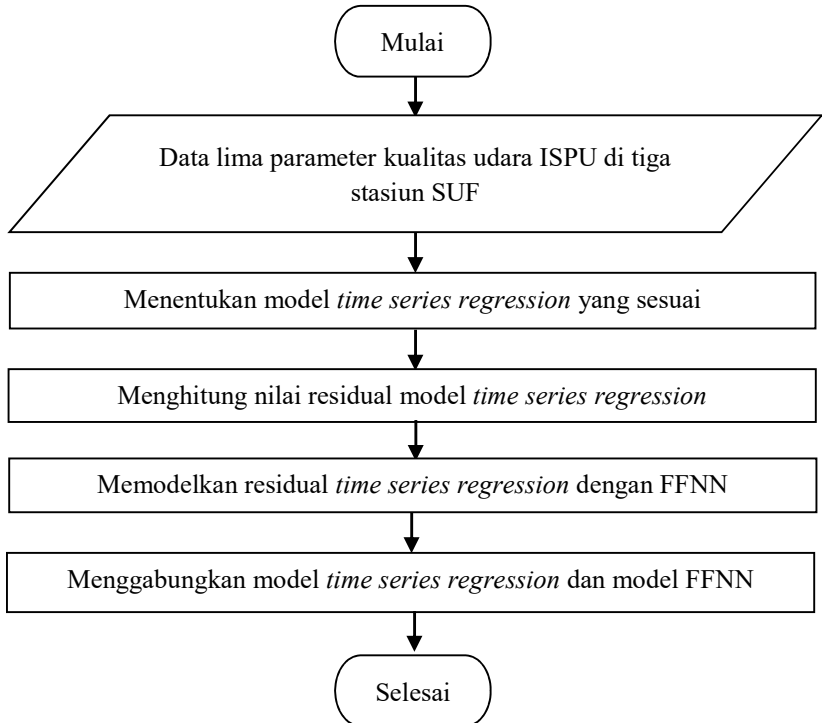 Mulai
Data lima parameter kualitas udara ISPU di tiga
stasiun SUF
Menentukan model time series regression yang sesuai
Menghitung nilai residual model time series regression
Memodelkan residual time series regression dengan FFNN
Menggabungkan model time series regression dan model FFNN
Selesai